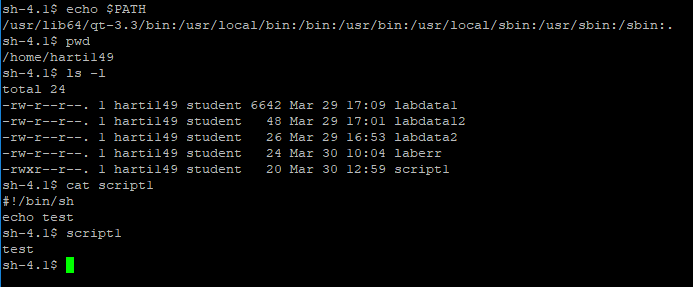 sh-4.1$ echo $PATH
/usr/lib64/qt-3.3/bin:/usr/local/bin:/bin:/usr/bin:/usr/local/sbin:/usr/sbin:/sbin:.
sh-4.1$ pwd
/home/harti149
sh-4.1$ ls -l
total 24
-rw-r--r--. 1 harti149 student 6642 Mar 29 17:09 labdata1
-rw-r--r--. 1 harti149 student   48 Mar 29 17:01 labdata12
-rw-r--r--. 1 harti149 student   26 Mar 29 16:53 labdata2
-rw-r--r--. 1 harti149 student   24 Mar 30 10:04 laberr
-rwxr--r--. 1 harti149 student   20 Mar 30 12:59 script1
sh-4.1$ cat script1
#!/bin/sh
echo test
sh-4.1$ script1
test
sh-4.1$